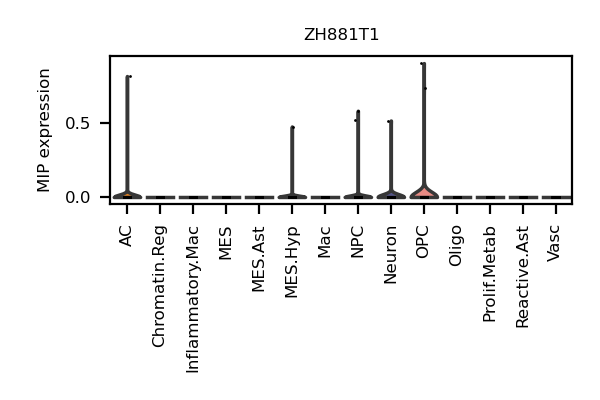 ZH881T1
MIP expression
0.5
0.0
AC
Chromatin.Reg
Inflammatory.Mac
MES
MES.Ast
MES.Hyp
Mac
NPC
Neuron
OPC
Oligo
Prolif.Metab
Reactive.Ast
Vasc